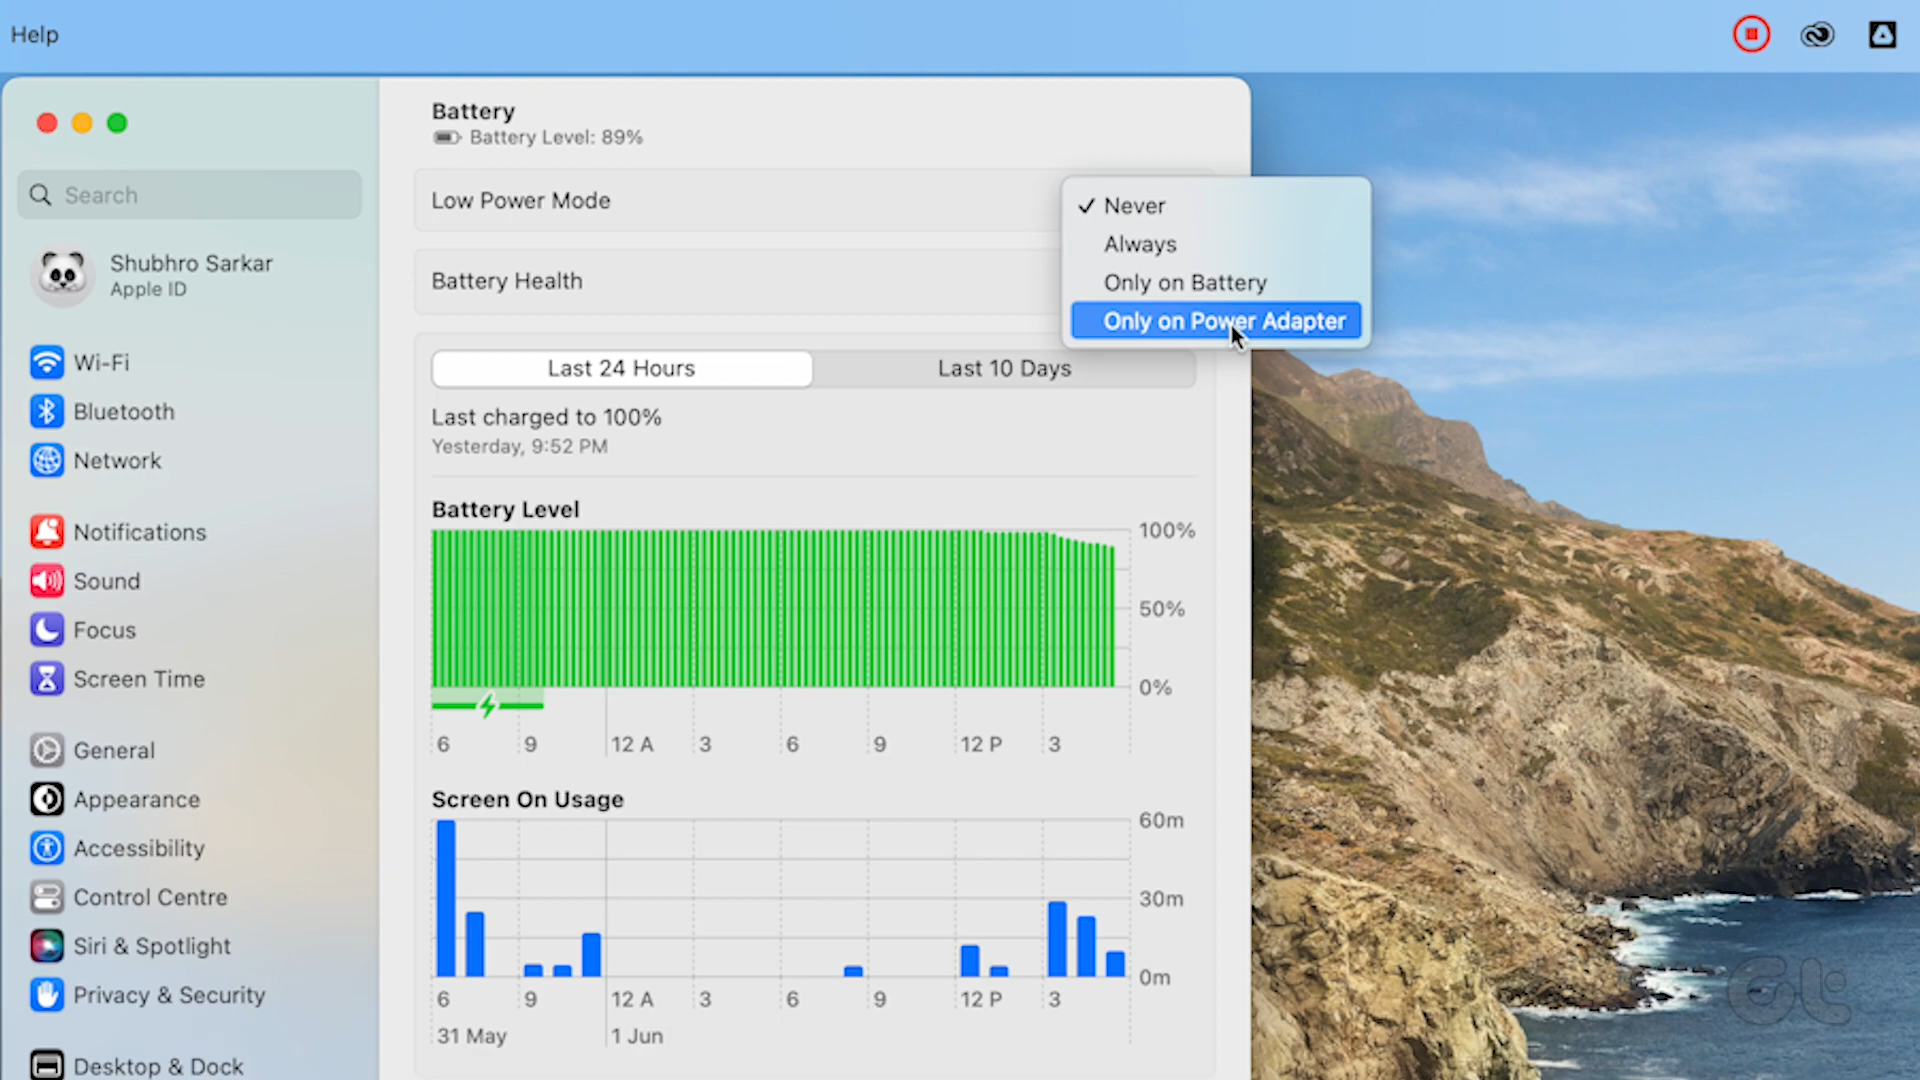 Help
Search
Shubhro Sarkar
Apple ID
Wi-Fi
Bluetooth
Network
Notifications
Sound
Focus
Screen Time
General
Appearance
Accessibility
Control Centre
Siri & Spotlight
Privacy & Security
Desktop & Dock
Battery
Battery Level: 89%
Low Power Mode
Never
Always
Only on Battery
Only on Power Adapter
Battery Health
Last 24 Hours Last 10 Days
Last charged to 100%
Yesterday, 9:52 PM
Battery Level
100%
50%
0%
6 9 12 A 3 6 9 12 P 3
Screen On Usage
60m
30m
0m
6 9 12 A 3 6 9 12 P 3
31 May 1 Jun
GT